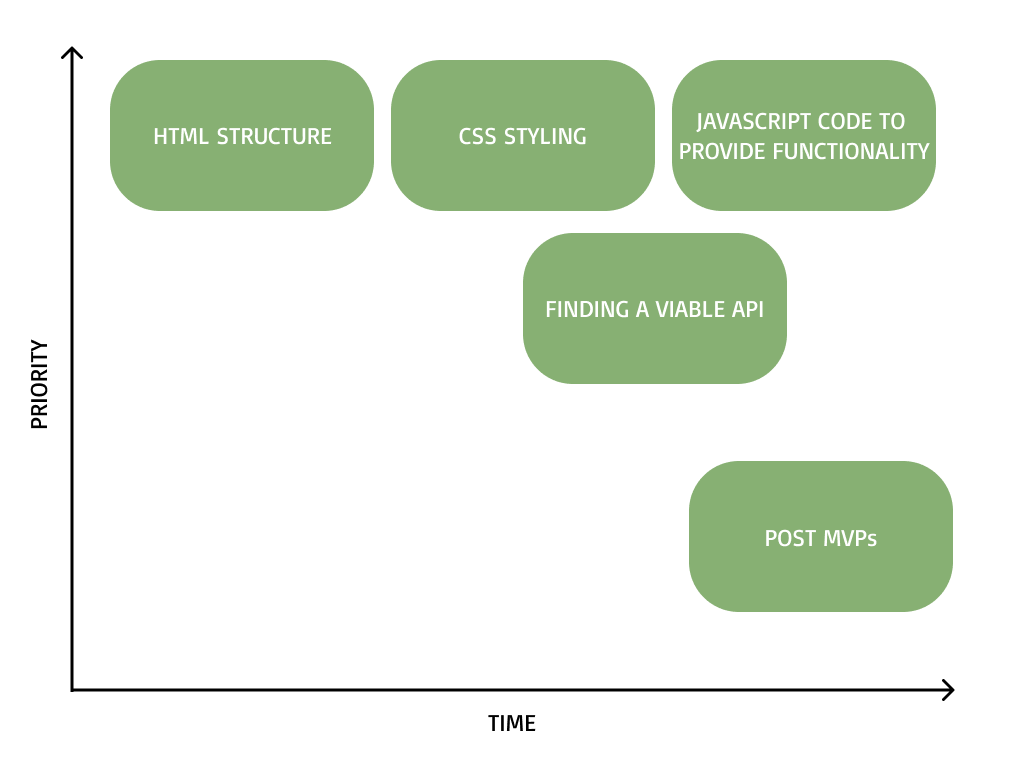 HTML STRUCTURE
CSS STYLING
JAVASCRIPT CODE TO
PROVIDE FUNCTIONALITY
FINDING A VIABLE API
PRIORITY
POST MVPs
TIME